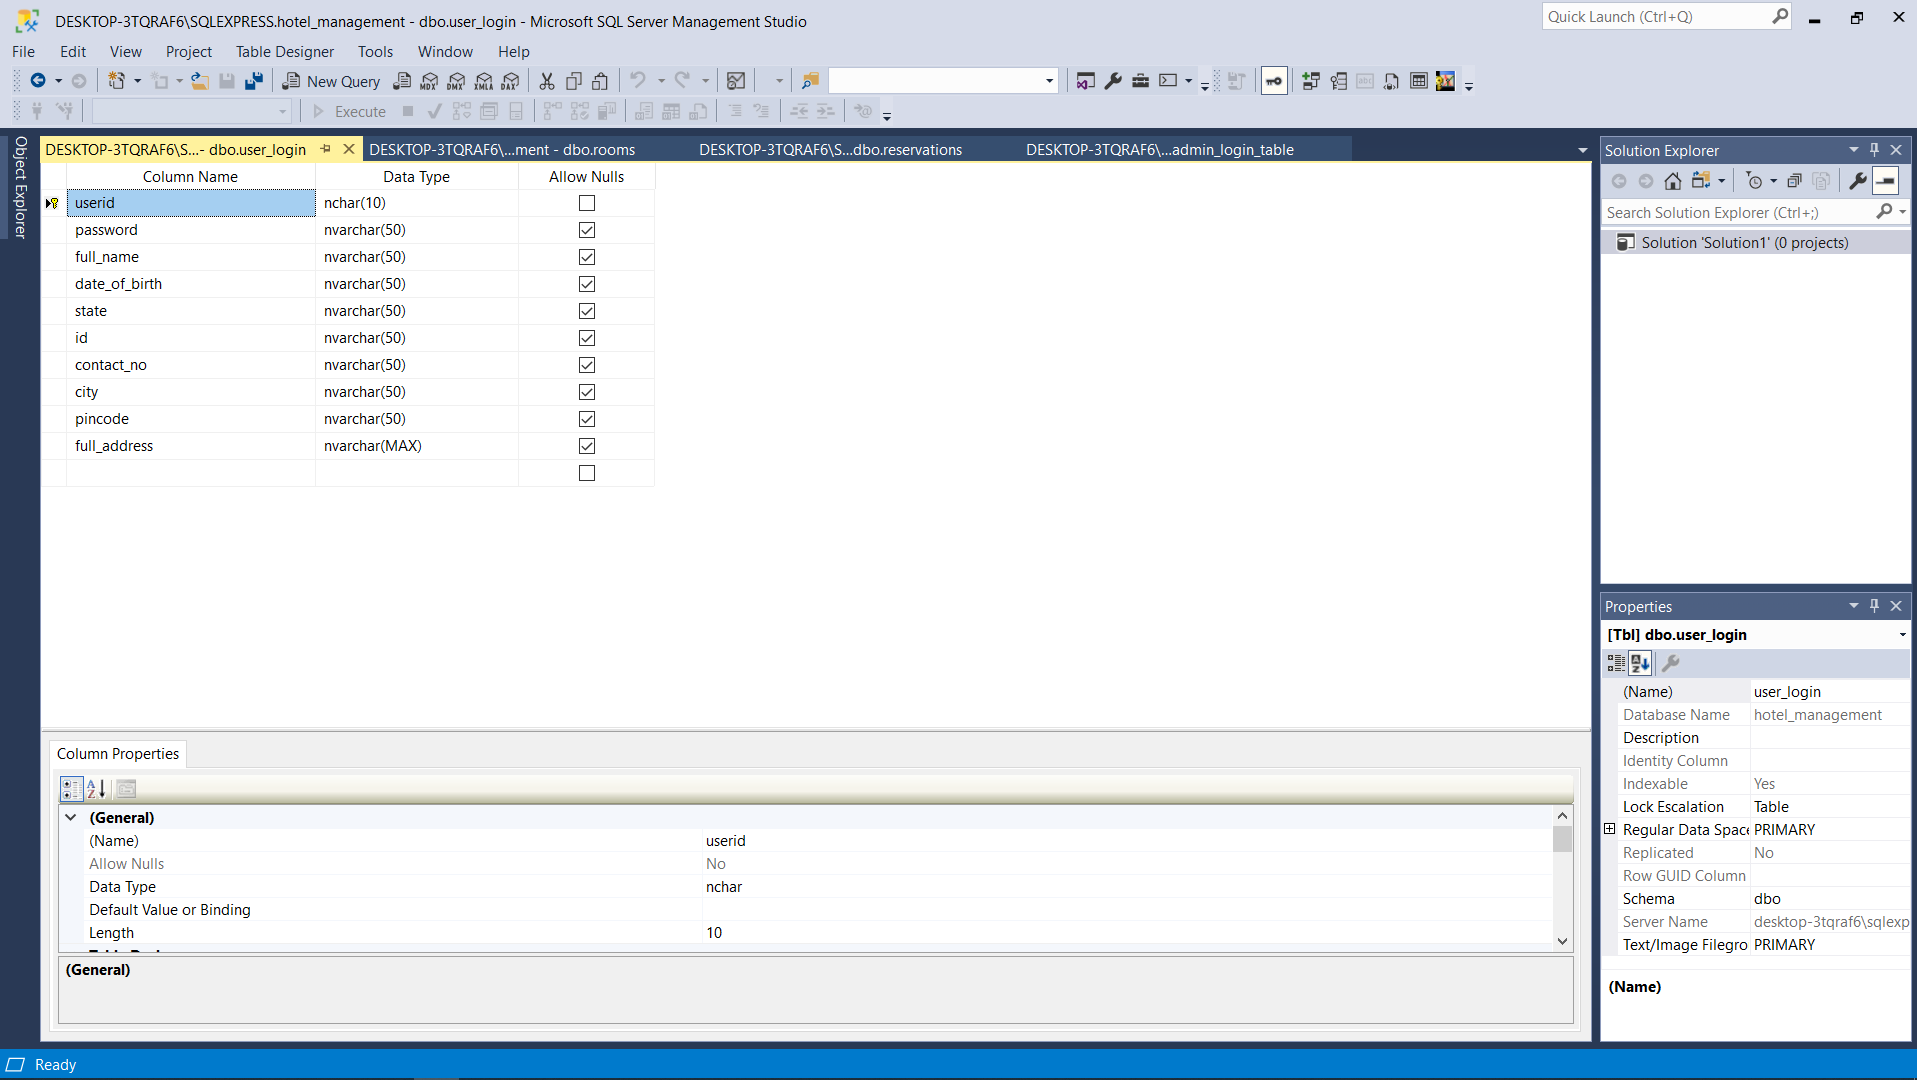 DESKTOP-3TQRAF6\SQLEXPRESS.hotel_management - dbo.user_login - Microsoft SQL Server Management Studio
Quick Launch (Ctrl+Q)
File Edit View Project Table Designer Tools Window Help
New Query MDX DMX XMLA DAX
Execute
Object Explorer
DESKTOP-3TQRAF6\S...- dbo.user_login DESKTOP-3TQRAF6\...ment - dbo.rooms DESKTOP-3TQRAF6\S...dbo.reservations DESKTOP-3TQRAF6\...admin_login_table
Column Name Data Type Allow Nulls
userid nchar(10)
password nvarchar(50)
full_name nvarchar(50)
date_of_birth nvarchar(50)
state nvarchar(50)
id nvarchar(50)
contact_no nvarchar(50)
city nvarchar(50)
pincode nvarchar(50)
full_address nvarchar(MAX)
Column Properties
(General)
(Name) userid
Allow Nulls No
Data Type nchar
Default Value or Binding
Length 10
(General)
Solution Explorer
Search Solution Explorer (Ctrl+;)
Solution 'Solution1' (0 projects)
Properties
[Tbl] dbo.user_login
(Name) user_login
Database Name hotel_management
Description
Identity Column
Indexable Yes
Lock Escalation Table
Regular Data Space PRIMARY
Replicated No
Row GUID Column
Schema dbo
Server Name desktop-3tqraf6\sqlexp
Text/Image Filegro PRIMARY
(Name)
Ready